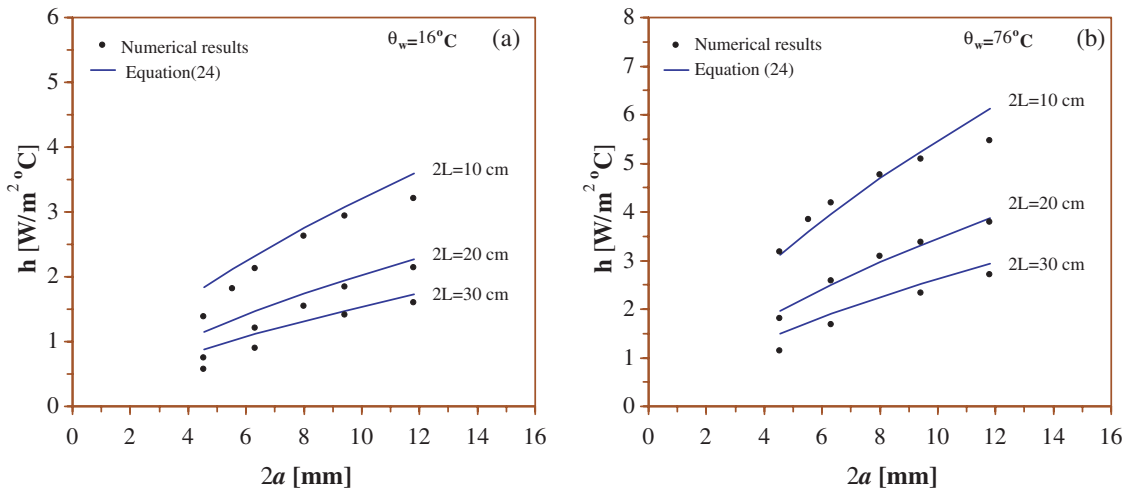 θw=16°C (a)
Numerical results
Equation(24)
2L=10 cm
2L=20 cm
2L=30 cm
h [W/m² °C]
6
5
4
3
2
1
0
0 2 4 6 8 10 12 14 16
2a [mm]
θw=76°C (b)
Numerical results
Equation (24)
2L=10 cm
2L=20 cm
2L=30 cm
h [W/m² °C]
8
7
6
5
4
3
2
1
0
0 2 4 6 8 10 12 14 16
2a [mm]